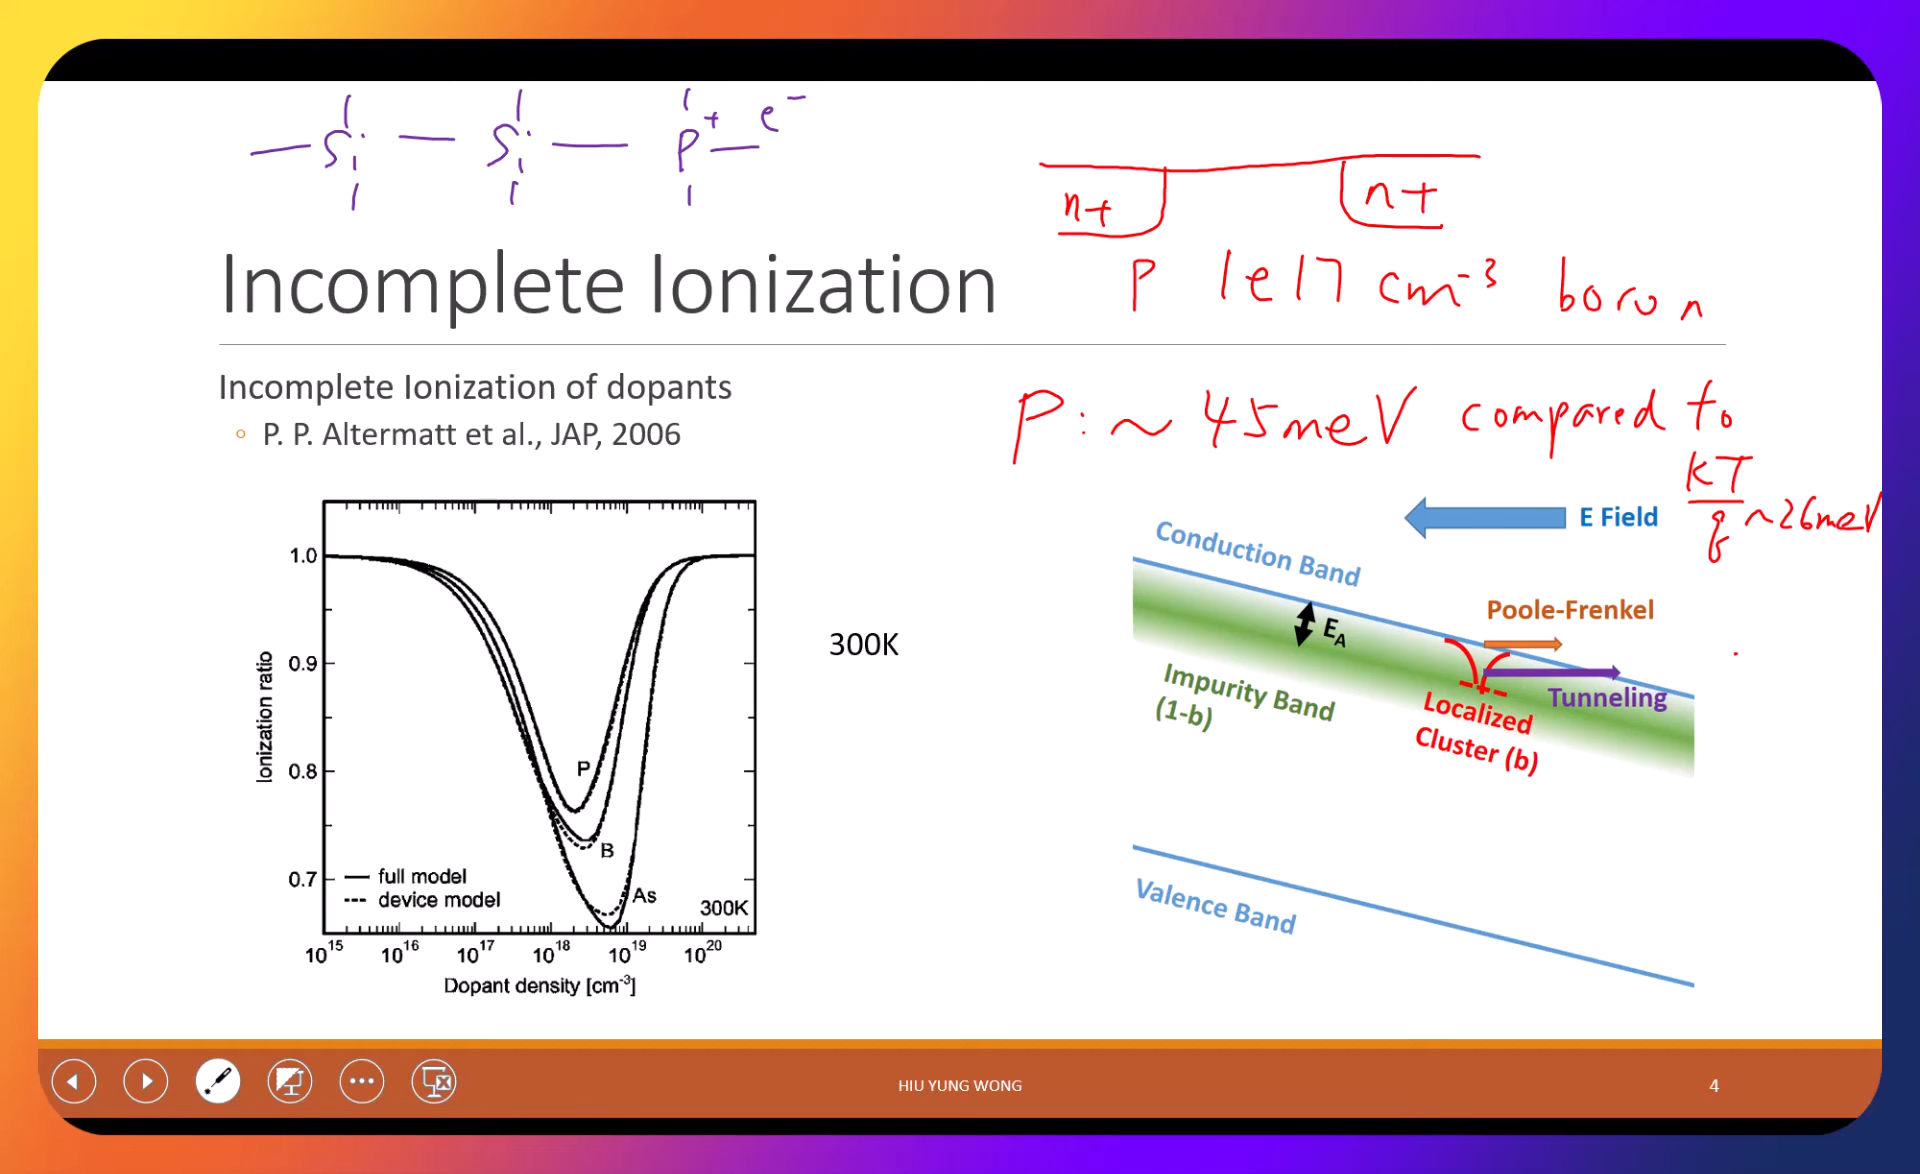 — Si — Si — P+ — e-
n+
n+
P 1e17 cm-3 boron
Incomplete Ionization
Incomplete Ionization of dopants
P. P. Altermatt et al., JAP, 2006
P: ~ 45meV compared to
kT
q ~26meV
1.0
0.9
0.8
0.7
Ionization ratio
P
B
As
full model
device model
300K
10^15 10^16 10^17 10^18 10^19 10^20
Dopant density [cm^-3]
300K
E Field
Conduction Band
E_A
Poole-Frenkel
Impurity Band
(1-b)
Tunneling
Localized
Cluster (b)
Valence Band
HIU YUNG WONG
4